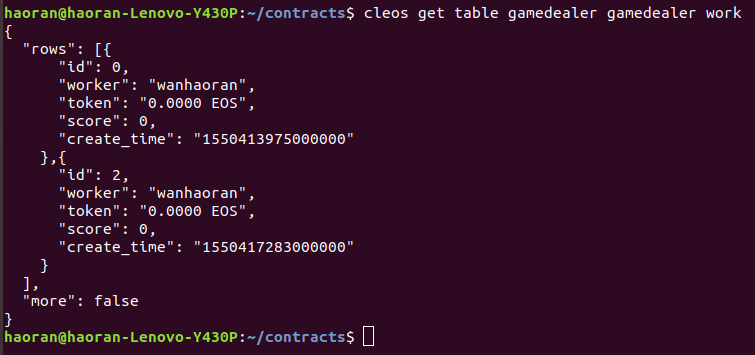 haoran@haoran-Lenovo-Y430P:~/contracts$ cleos get table gamedealer gamedealer work
{
  "rows": [{
      "id": 0,
      "worker": "wanhaoran",
      "token": "0.0000 EOS",
      "score": 0,
      "create_time": "1550413975000000"
    },{
      "id": 2,
      "worker": "wanhaoran",
      "token": "0.0000 EOS",
      "score": 0,
      "create_time": "1550417283000000"
    }
  ],
  "more": false
}
haoran@haoran-Lenovo-Y430P:~/contracts$